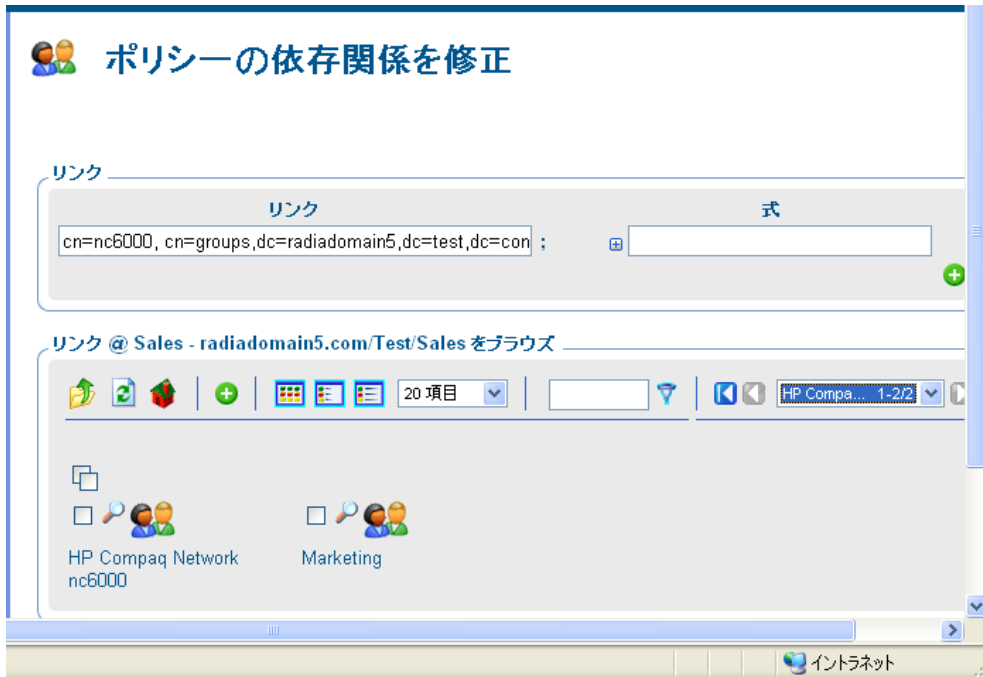 ポリシーの依存関係を修正
リンク
リンク 式
cn=nc6000, cn=groups,dc=radiadomain5,dc=test,dc=con ;
リンク @ Sales - radiadomain5.com/Test/Sales をブラウズ
20 項目 HP Compa... 1-2/2
HP Compaq Network Marketing
nc6000
イントラネット